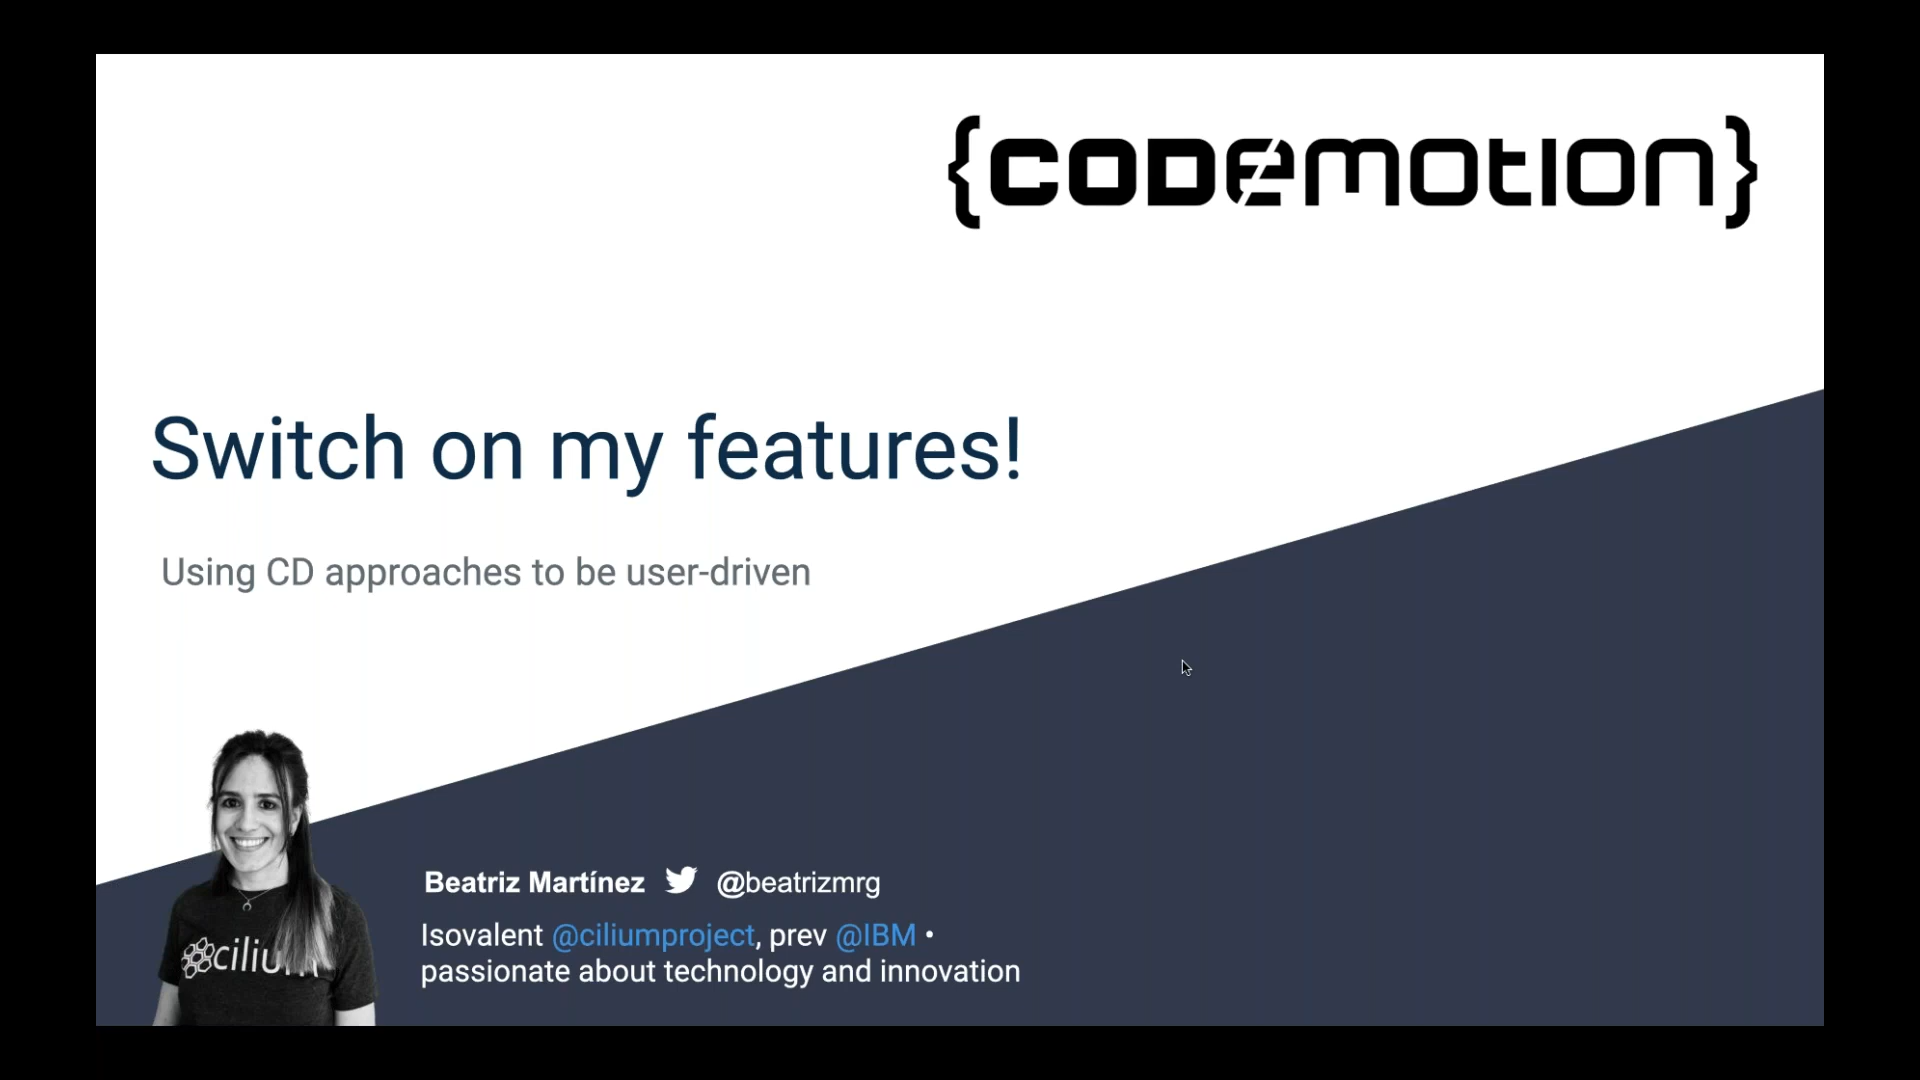 {CODEMOTION}
Switch on my features!
Using CD approaches to be user-driven
Beatriz Martínez @beatrizmrg
Isovalent @ciliumproject, prev @IBM •
passionate about technology and innovation
cilium